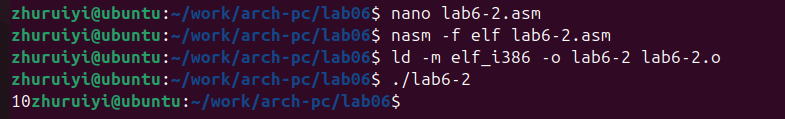 zhuruiyi@ubuntu:~/work/arch-pc/lab06$ nano lab6-2.asm
zhuruiyi@ubuntu:~/work/arch-pc/lab06$ nasm -f elf lab6-2.asm
zhuruiyi@ubuntu:~/work/arch-pc/lab06$ ld -m elf_i386 -o lab6-2 lab6-2.o
zhuruiyi@ubuntu:~/work/arch-pc/lab06$ ./lab6-2
10zhuruiyi@ubuntu:~/work/arch-pc/lab06$